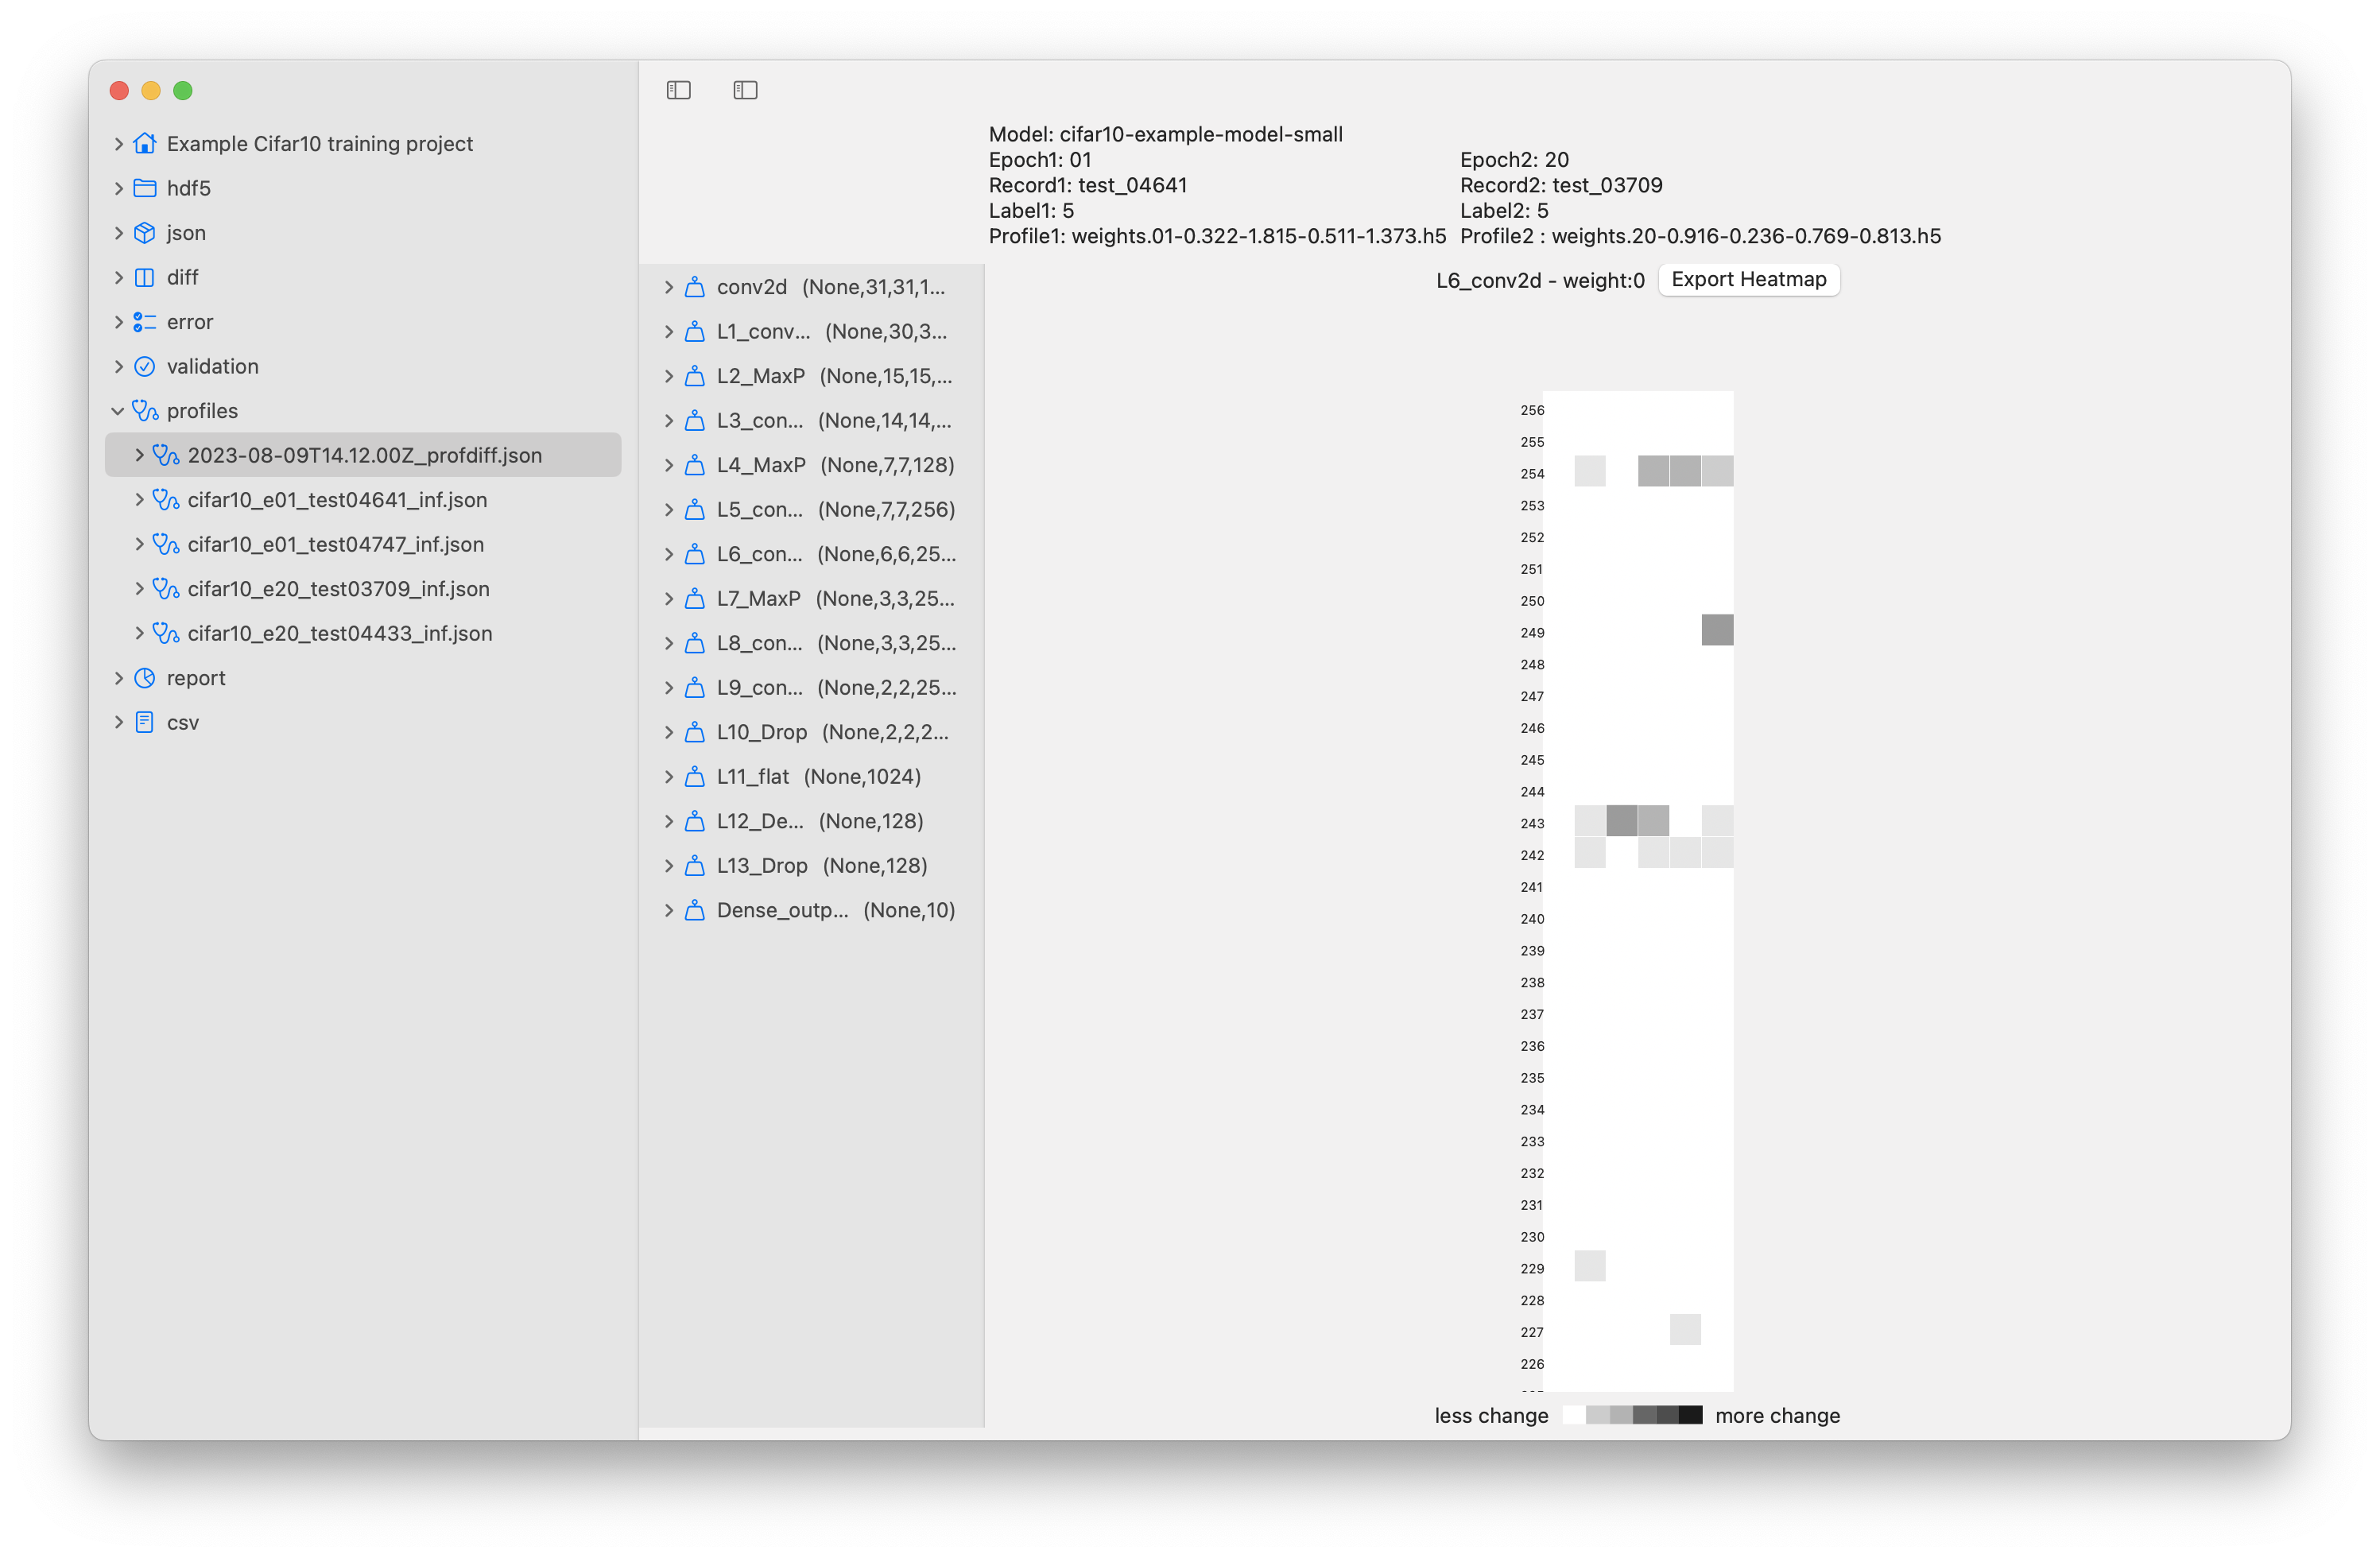 Example Cifar10 training project
hdf5
json
diff
error
validation
profiles
2023-08-09T14.12.00Z_profdiff.json
cifar10_e01_test04641_inf.json
cifar10_e01_test04747_inf.json
cifar10_e20_test03709_inf.json
cifar10_e20_test04433_inf.json
report
csv
Model: cifar10-example-model-small
Epoch1: 01 Epoch2: 20
Record1: test_04641 Record2: test_03709
Label1: 5 Label2: 5
Profile1: weights.01-0.322-1.815-0.511-1.373.h5 Profile2 : weights.20-0.916-0.236-0.769-0.813.h5
conv2d (None,31,31,1...
L1_conv... (None,30,3...
L2_MaxP (None,15,15,...
L3_con... (None,14,14,...
L4_MaxP (None,7,7,128)
L5_con... (None,7,7,256)
L6_con... (None,6,6,25...
L7_MaxP (None,3,3,25...
L8_con... (None,3,3,25...
L9_con... (None,2,2,25...
L10_Drop (None,2,2,2...
L11_flat (None,1024)
L12_De... (None,128)
L13_Drop (None,128)
Dense_outp... (None,10)
L6_conv2d - weight:0 Export Heatmap
256
255
254
253
252
251
250
249
248
247
246
245
244
243
242
241
240
239
238
237
236
235
234
233
232
231
230
229
228
227
226
less change more change